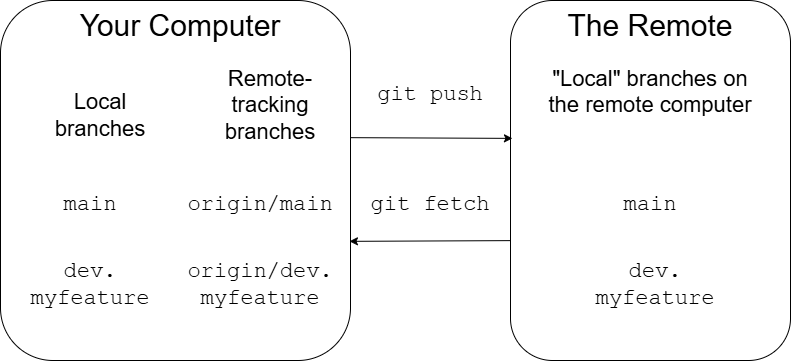 Your Computer
Local
branches
Remote-
tracking
branches
main
origin/main
dev.
myfeature
origin/dev.
myfeature
git push
git fetch
The Remote
"Local" branches on
the remote computer
main
dev.
myfeature